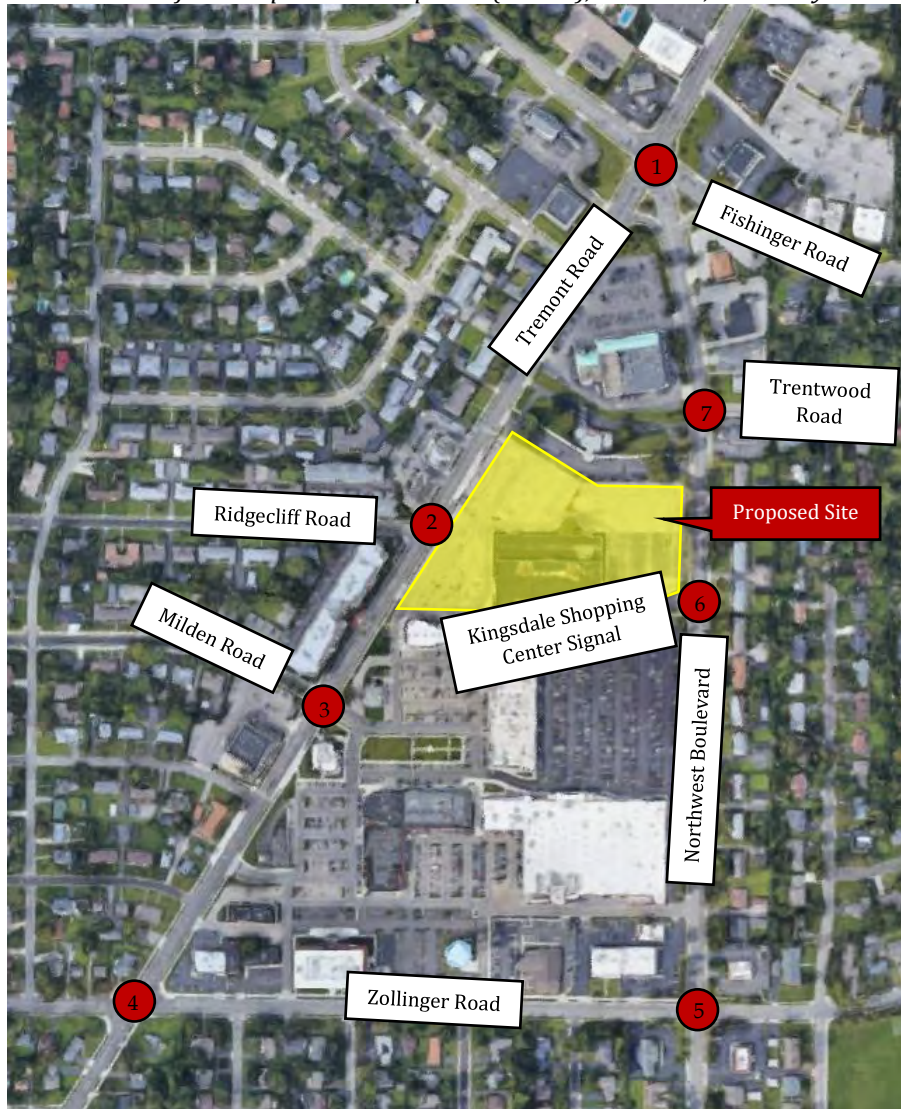 1
Fishinger Road
Tremont Road
7
Trentwood
Road
Ridgecliff Road
2
Proposed Site
Milden Road
Kingsdale Shopping
Center Signal
6
3
Northwest Boulevard
4
Zollinger Road
5